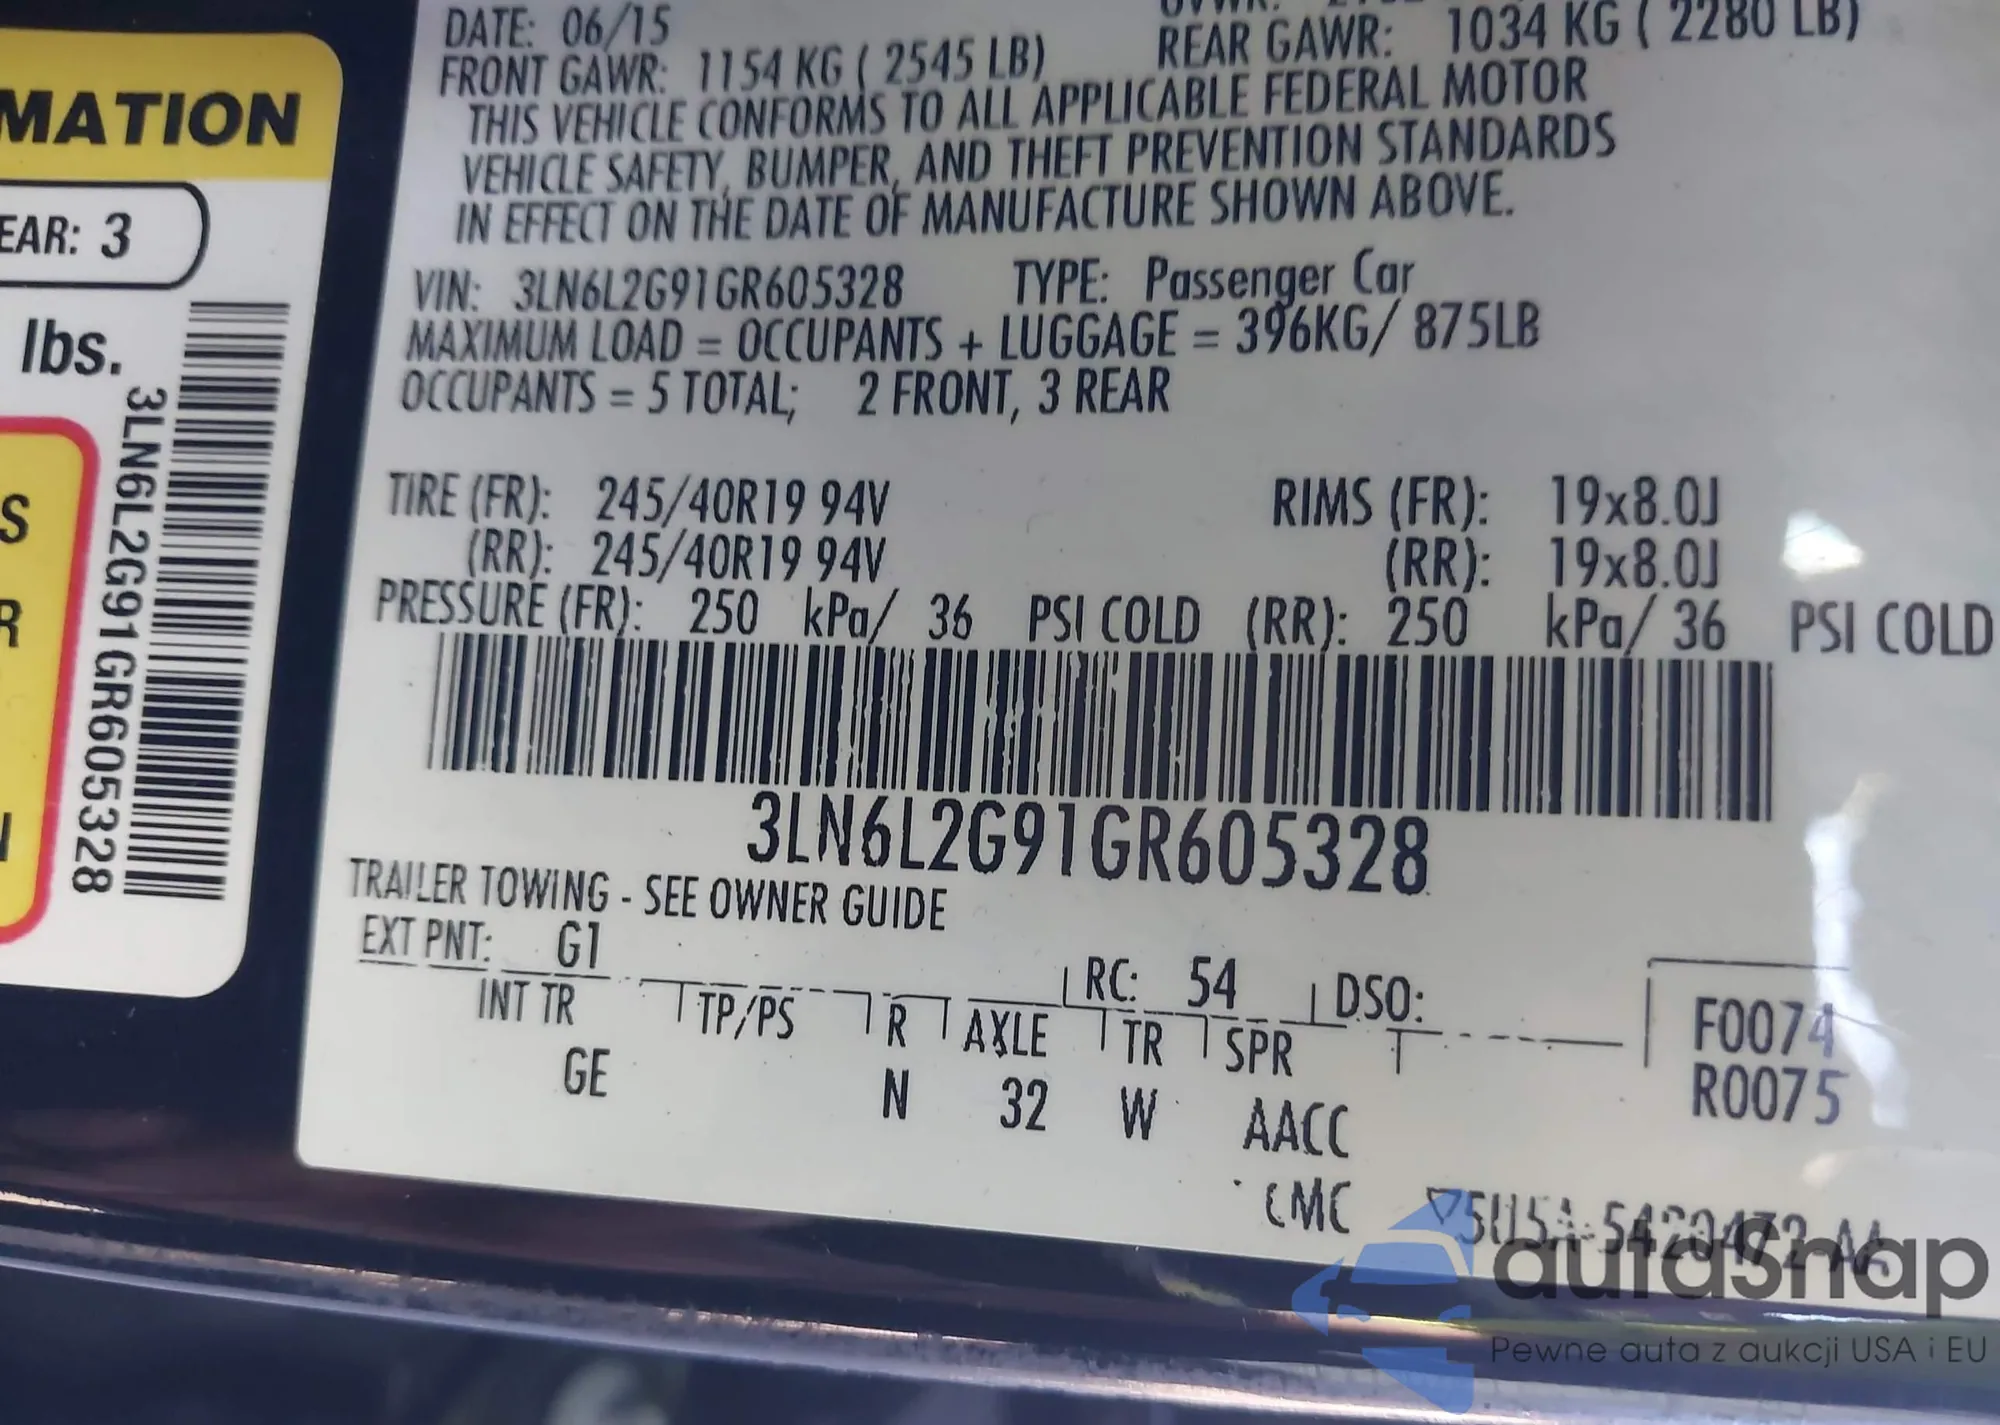 DATE: 06/15
FRONT GAWR: 1154 KG ( 2545 LB) REAR GAWR: 1034 KG ( 2280 LB)
THIS VEHICLE CONFORMS TO ALL APPLICABLE FEDERAL MOTOR
VEHICLE SAFETY, BUMPER, AND THEFT PREVENTION STANDARDS
IN EFFECT ON THE DATE OF MANUFACTURE SHOWN ABOVE.
VIN: 3LN6L2G91GR605328 TYPE: Passenger Car
MAXIMUM LOAD = OCCUPANTS + LUGGAGE = 396KG/ 875LB
OCCUPANTS = 5 TOTAL; 2 FRONT, 3 REAR
TIRE (FR): 245/40R19 94V RIMS (FR): 19x8.0J
(RR): 245/40R19 94V (RR): 19x8.0J
PRESSURE (FR): 250 kPa/ 36 PSI COLD (RR): 250 kPa/ 36 PSI COLD
3LN6L2G91GR605328
TRAILER TOWING - SEE OWNER GUIDE
EXT PNT: G1 RC: 54 DSO:
INT TR TP/PS R AXLE TR SPR T
GE N 32 W AACC
F0074
R0075
CMC
MATION
EAR: 3
lbs.
3LN6L2G91GR605328
S
R
autoSnap
Pewne auta z aukcji USA i EU